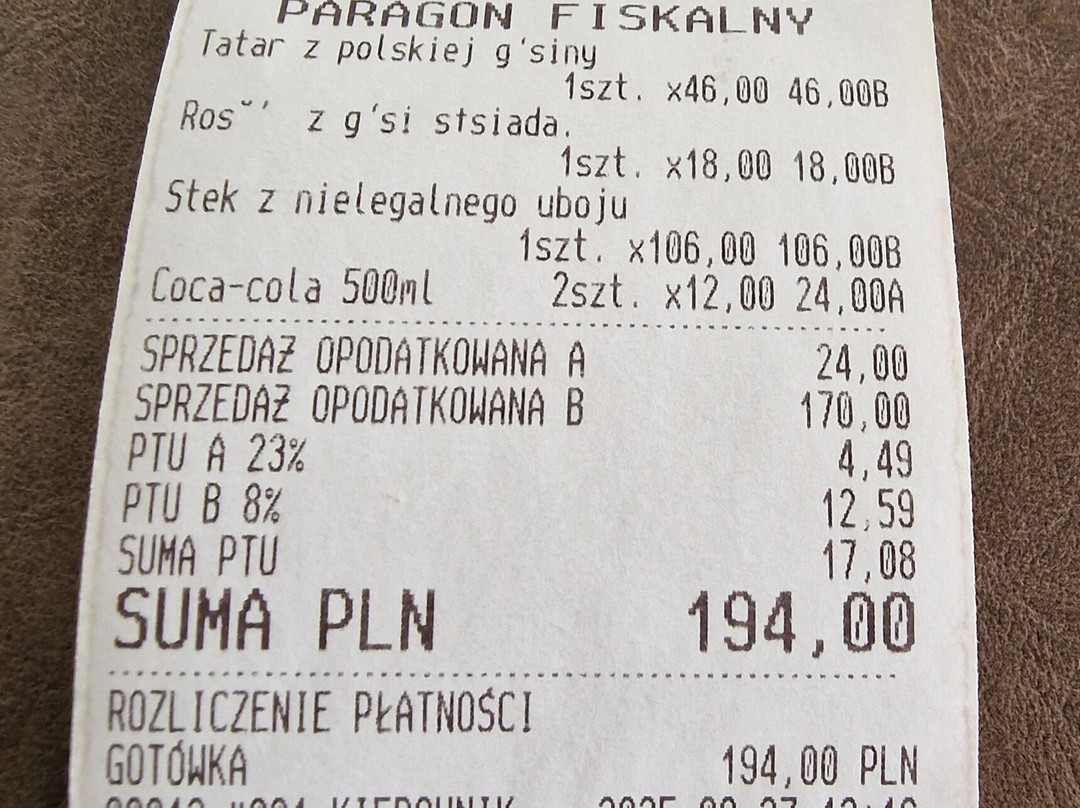 PARAGON FISKALNY
Tatar z polskiej g'siny
1szt. x46,00 46,00B
Ros˘' z g'si stsiada.
1szt. x18,00 18,00B
Stek z nielegalnego uboju
1szt. x106,00 106,00B
Coca-cola 500ml 2szt. x12,00 24,00A
SPRZEDAŻ OPODATKOWANA A 24,00
SPRZEDAŻ OPODATKOWANA B 170,00
PTU A 23% 4,49
PTU B 8% 12,59
SUMA PTU 17,08
SUMA PLN 194,00
ROZLICZENIE PŁATNOŚCI
GOTÓWKA 194,00 PLN
KIEROWNIK